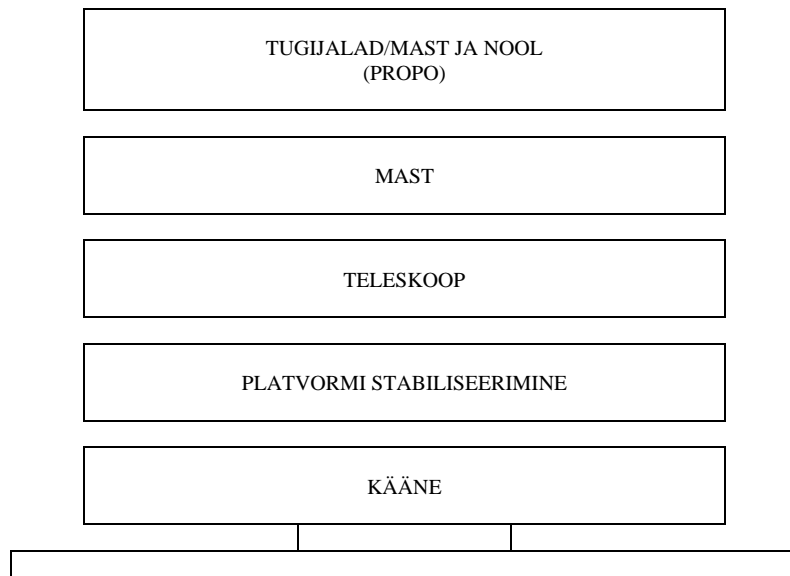 TUGIJALAD/MAST JA NOOL
(PROPO)
MAST
TELESKOOP
PLATVORMI STABILISEERIMINE
KÄÄNE